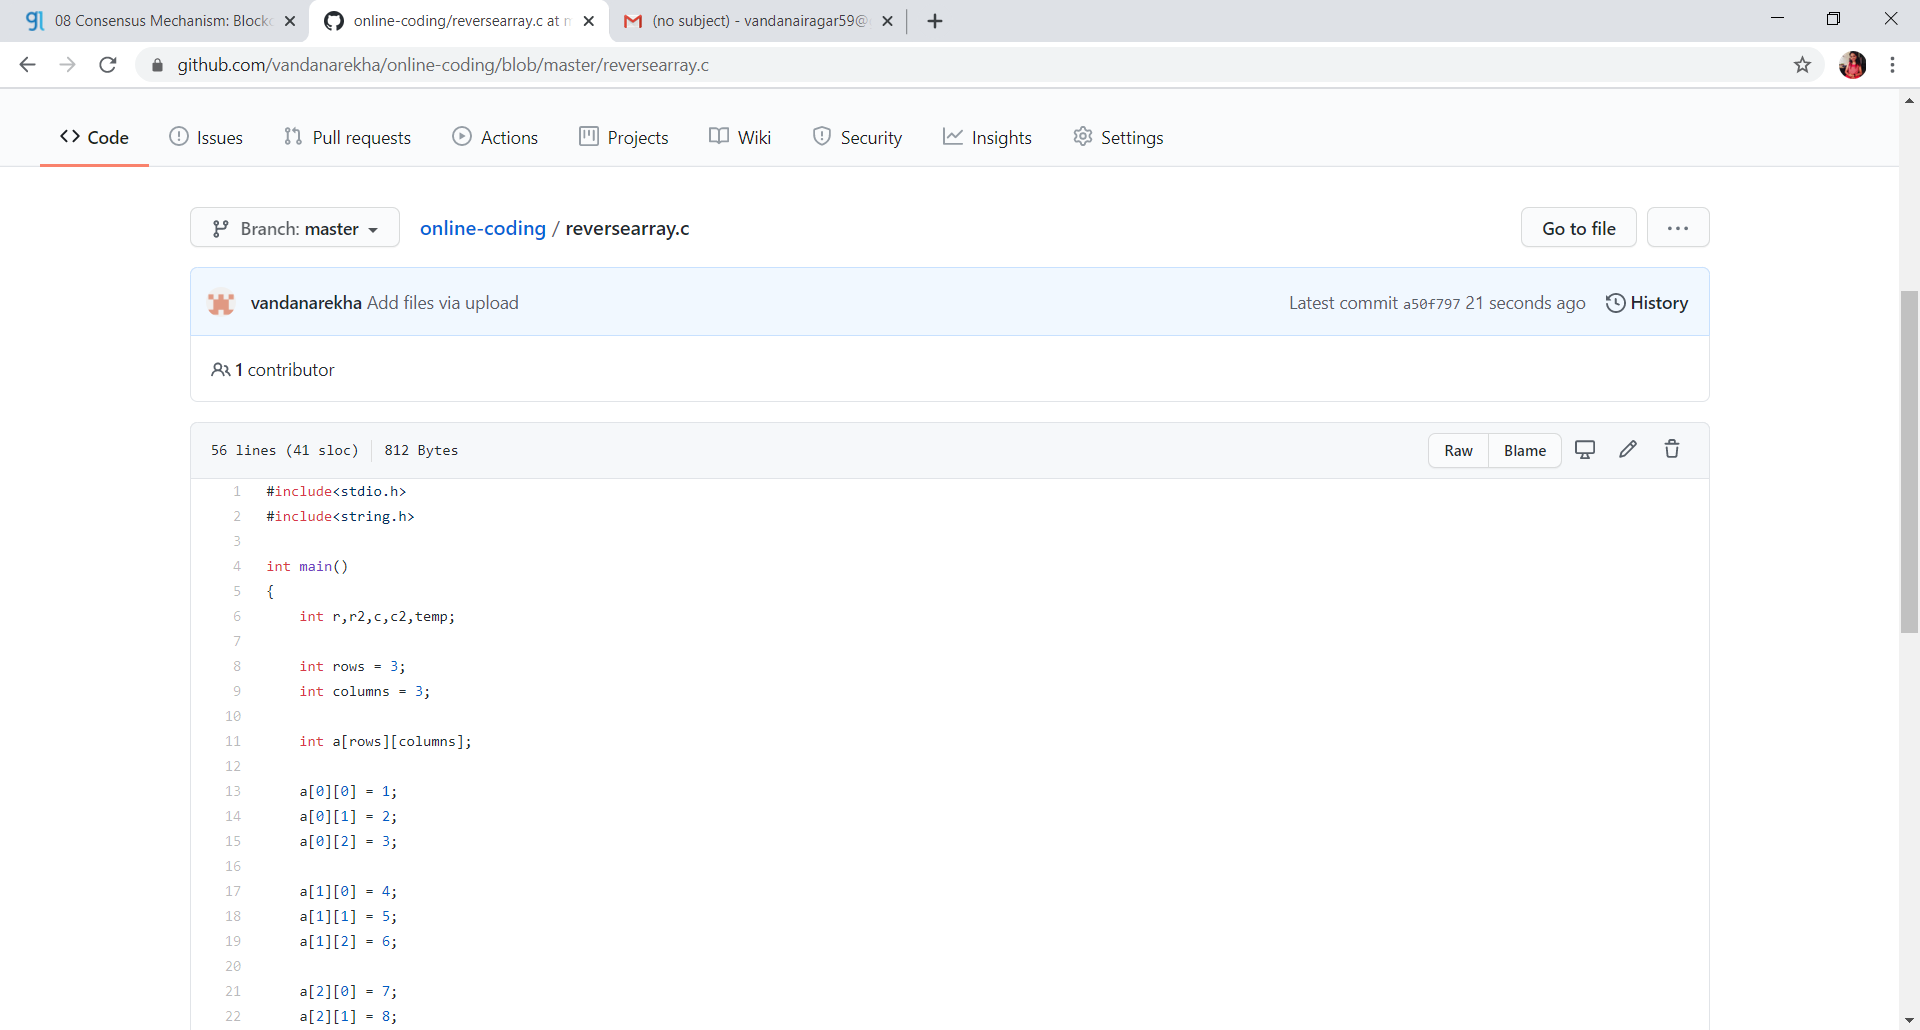 gl 08 Consensus Mechanism: Block
online-coding/reversearray.c at
(no subject) - vandanairagar59@
github.com/vandanarekha/online-coding/blob/master/reversearray.c
Code Issues Pull requests Actions Projects Wiki Security Insights Settings
Branch: master online-coding / reversearray.c Go to file ...
vandanarekha Add files via upload Latest commit a50f797 21 seconds ago History
1 contributor
56 lines (41 sloc) 812 Bytes Raw Blame
1 #include<stdio.h>
2 #include<string.h>
3
4 int main()
5 {
6 int r,r2,c,c2,temp;
7
8 int rows = 3;
9 int columns = 3;
10
11 int a[rows][columns];
12
13 a[0][0] = 1;
14 a[0][1] = 2;
15 a[0][2] = 3;
16
17 a[1][0] = 4;
18 a[1][1] = 5;
19 a[1][2] = 6;
20
21 a[2][0] = 7;
22 a[2][1] = 8;